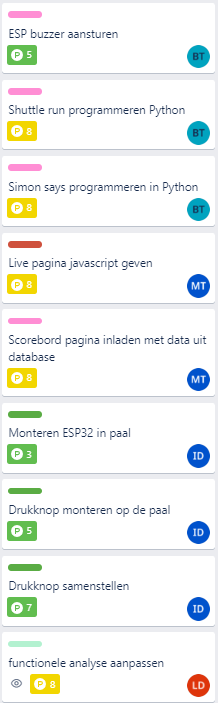 ESP buzzer aansturen
P 5
BT
Shuttle run programmeren Python
P 8
BT
Simon says programmeren in Python
P 8
BT
Live pagina javascript geven
P 8
MT
Scorebord pagina inladen met data uit
database
P 8
MT
Monteren ESP32 in paal
P 3
ID
Drukknop monteren op de paal
P 5
ID
Drukknop samenstellen
P 7
ID
functionele analyse aanpassen
P 8
LD